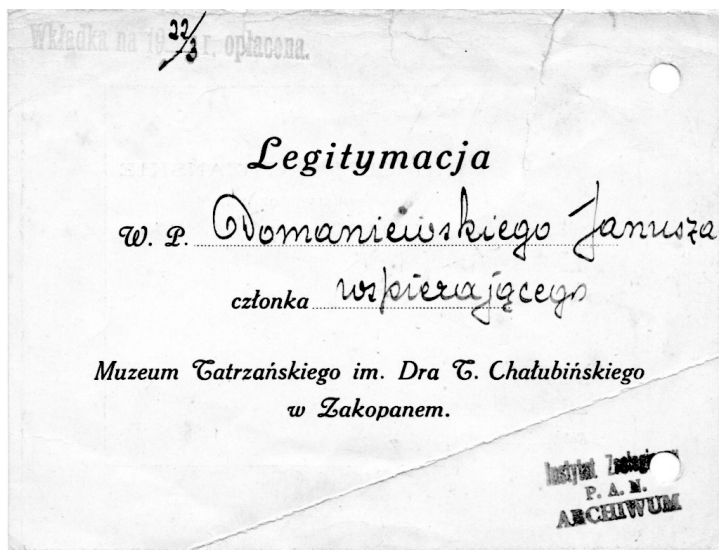 22/3
Wkładka na 19 r. opłacona.
Legitymacja
W. P. Domaniewskiego Janusza
członka wspierającego
Muzeum Tatrzańskiego im. Dra T. Chałubińskiego
w Zakopanem.
Instytut Zoologiczny
P. A. N.
ARCHIWUM